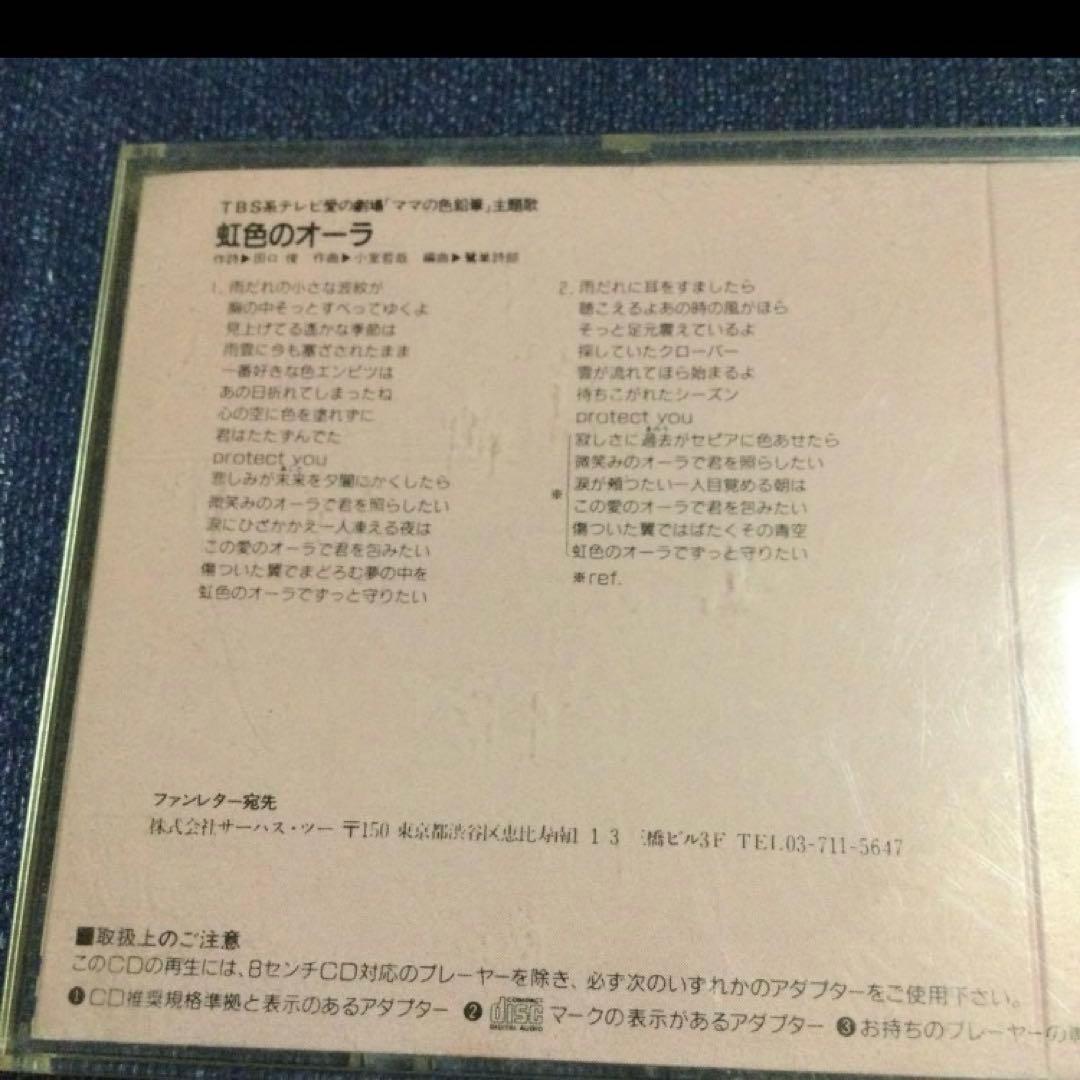 TBS系テレビ愛の劇場「ママの色鉛筆」主題歌
虹色のオーラ
作詩▶田口 俊 作曲▶小室哲哉 編曲▶鷺巣詩郎
1. 雨だれの小さな波紋が
胸の中そっとすべってゆくよ
見上げてる遥かな季節は
雨雲に今も塞ざされたまま
一番好きな色エンピツは
あの日折れてしまったね
心の空に色を塗れずに
君はたたずんでた
protect you
悲しみが未来を夕闇にかくしたら
微笑みのオーラで君を照らしたい
涙にひざかかえ一人凍える夜は
この愛のオーラで君を包みたい
傷ついた翼でまどろむ夢の中を
虹色のオーラでずっと守りたい
2. 雨だれに耳をすましたら
聴こえるよあの時の風がほら
そっと足元震えているよ
探していたクローバー
雲が流れてほら始まるよ
待ちこがれたシーズン
protect you
寂しさに過去がセピアに色あせたら
微笑みのオーラで君を照らしたい
涙が頬つたい一人目覚める朝は
※
この愛のオーラで君を包みたい
傷ついた翼ではばたくその青空
虹色のオーラでずっと守りたい
※ref.
ファンレター宛先
株式会社サーハス・ツー 〒150 東京都渋谷区恵比寿南1 1 3 三橋ビル3F TEL.03-711-5647
■取扱上のご注意
このCDの再生には、8センチCD対応のプレーヤーを除き、必ず次のいずれかのアダプターをご使用下さい。
❶CD推奨規格準拠と表示のあるアダプター ❷COMPACT disc DIGITAL AUDIO マークの表示があるアダプター ❸お持ちのプレーヤーの